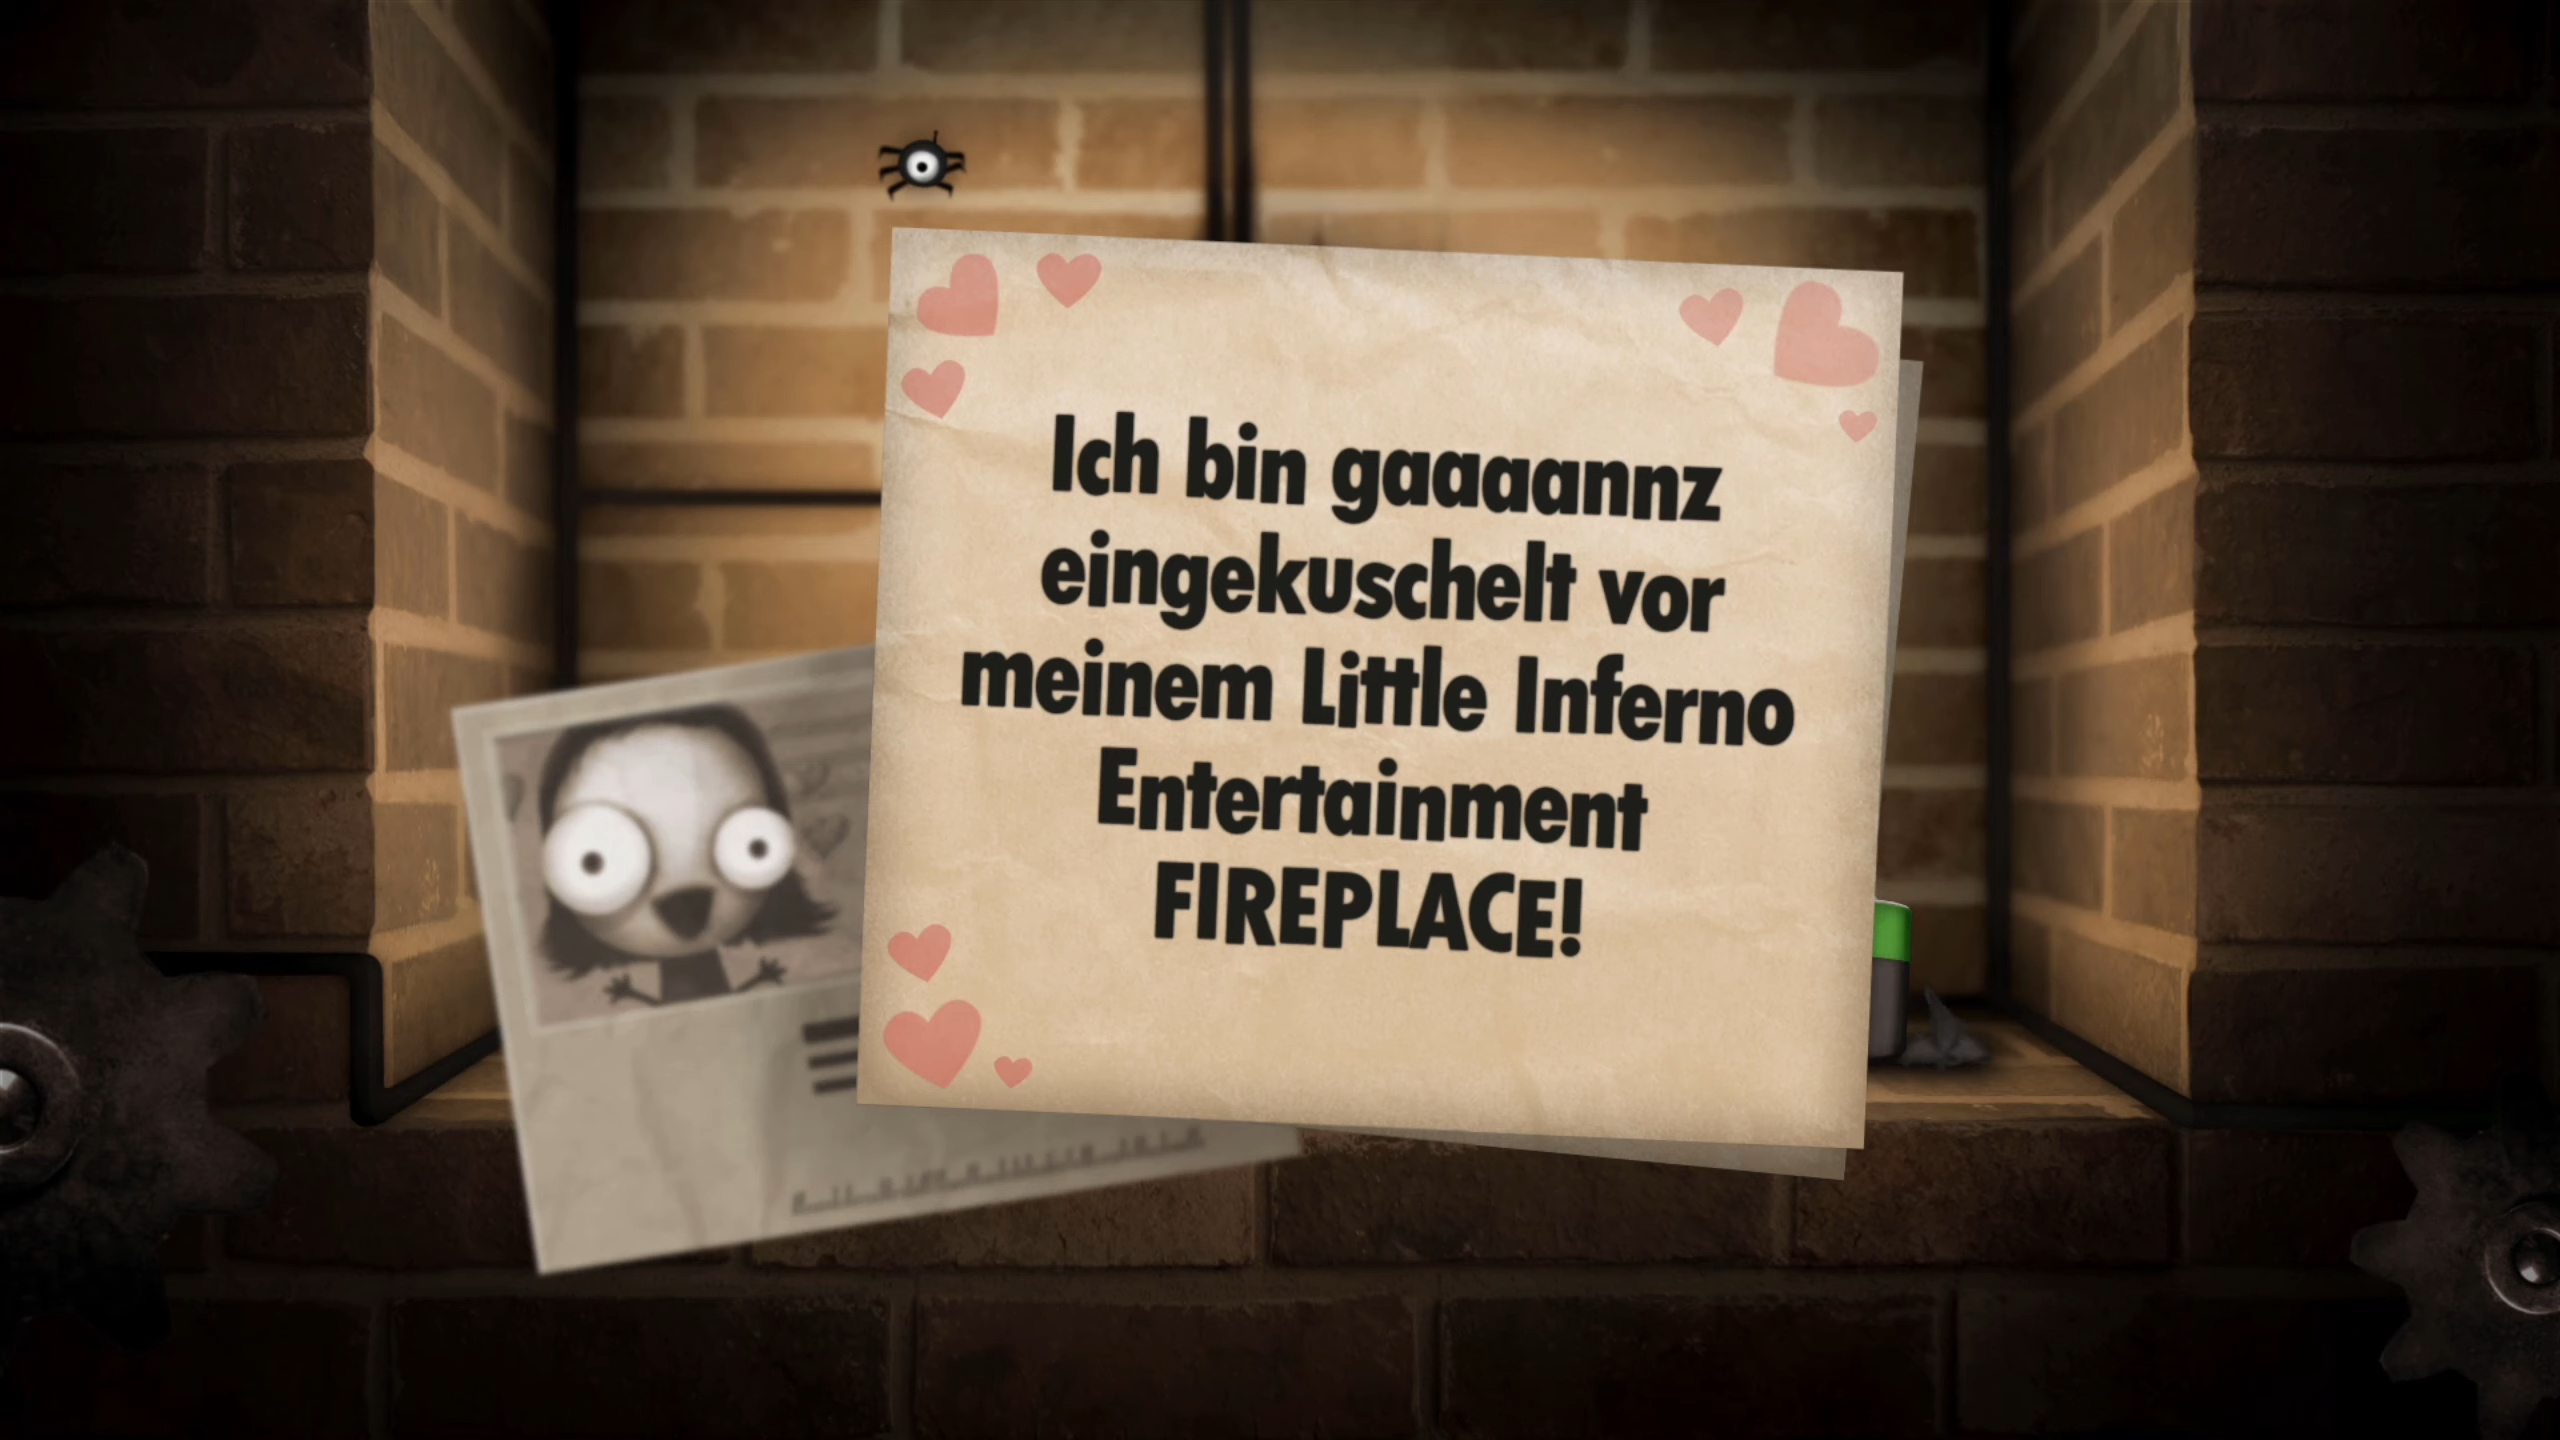 Ich bin gaaaannz
eingekuschelt vor
meinem Little Inferno
Entertainment
FIREPLACE!